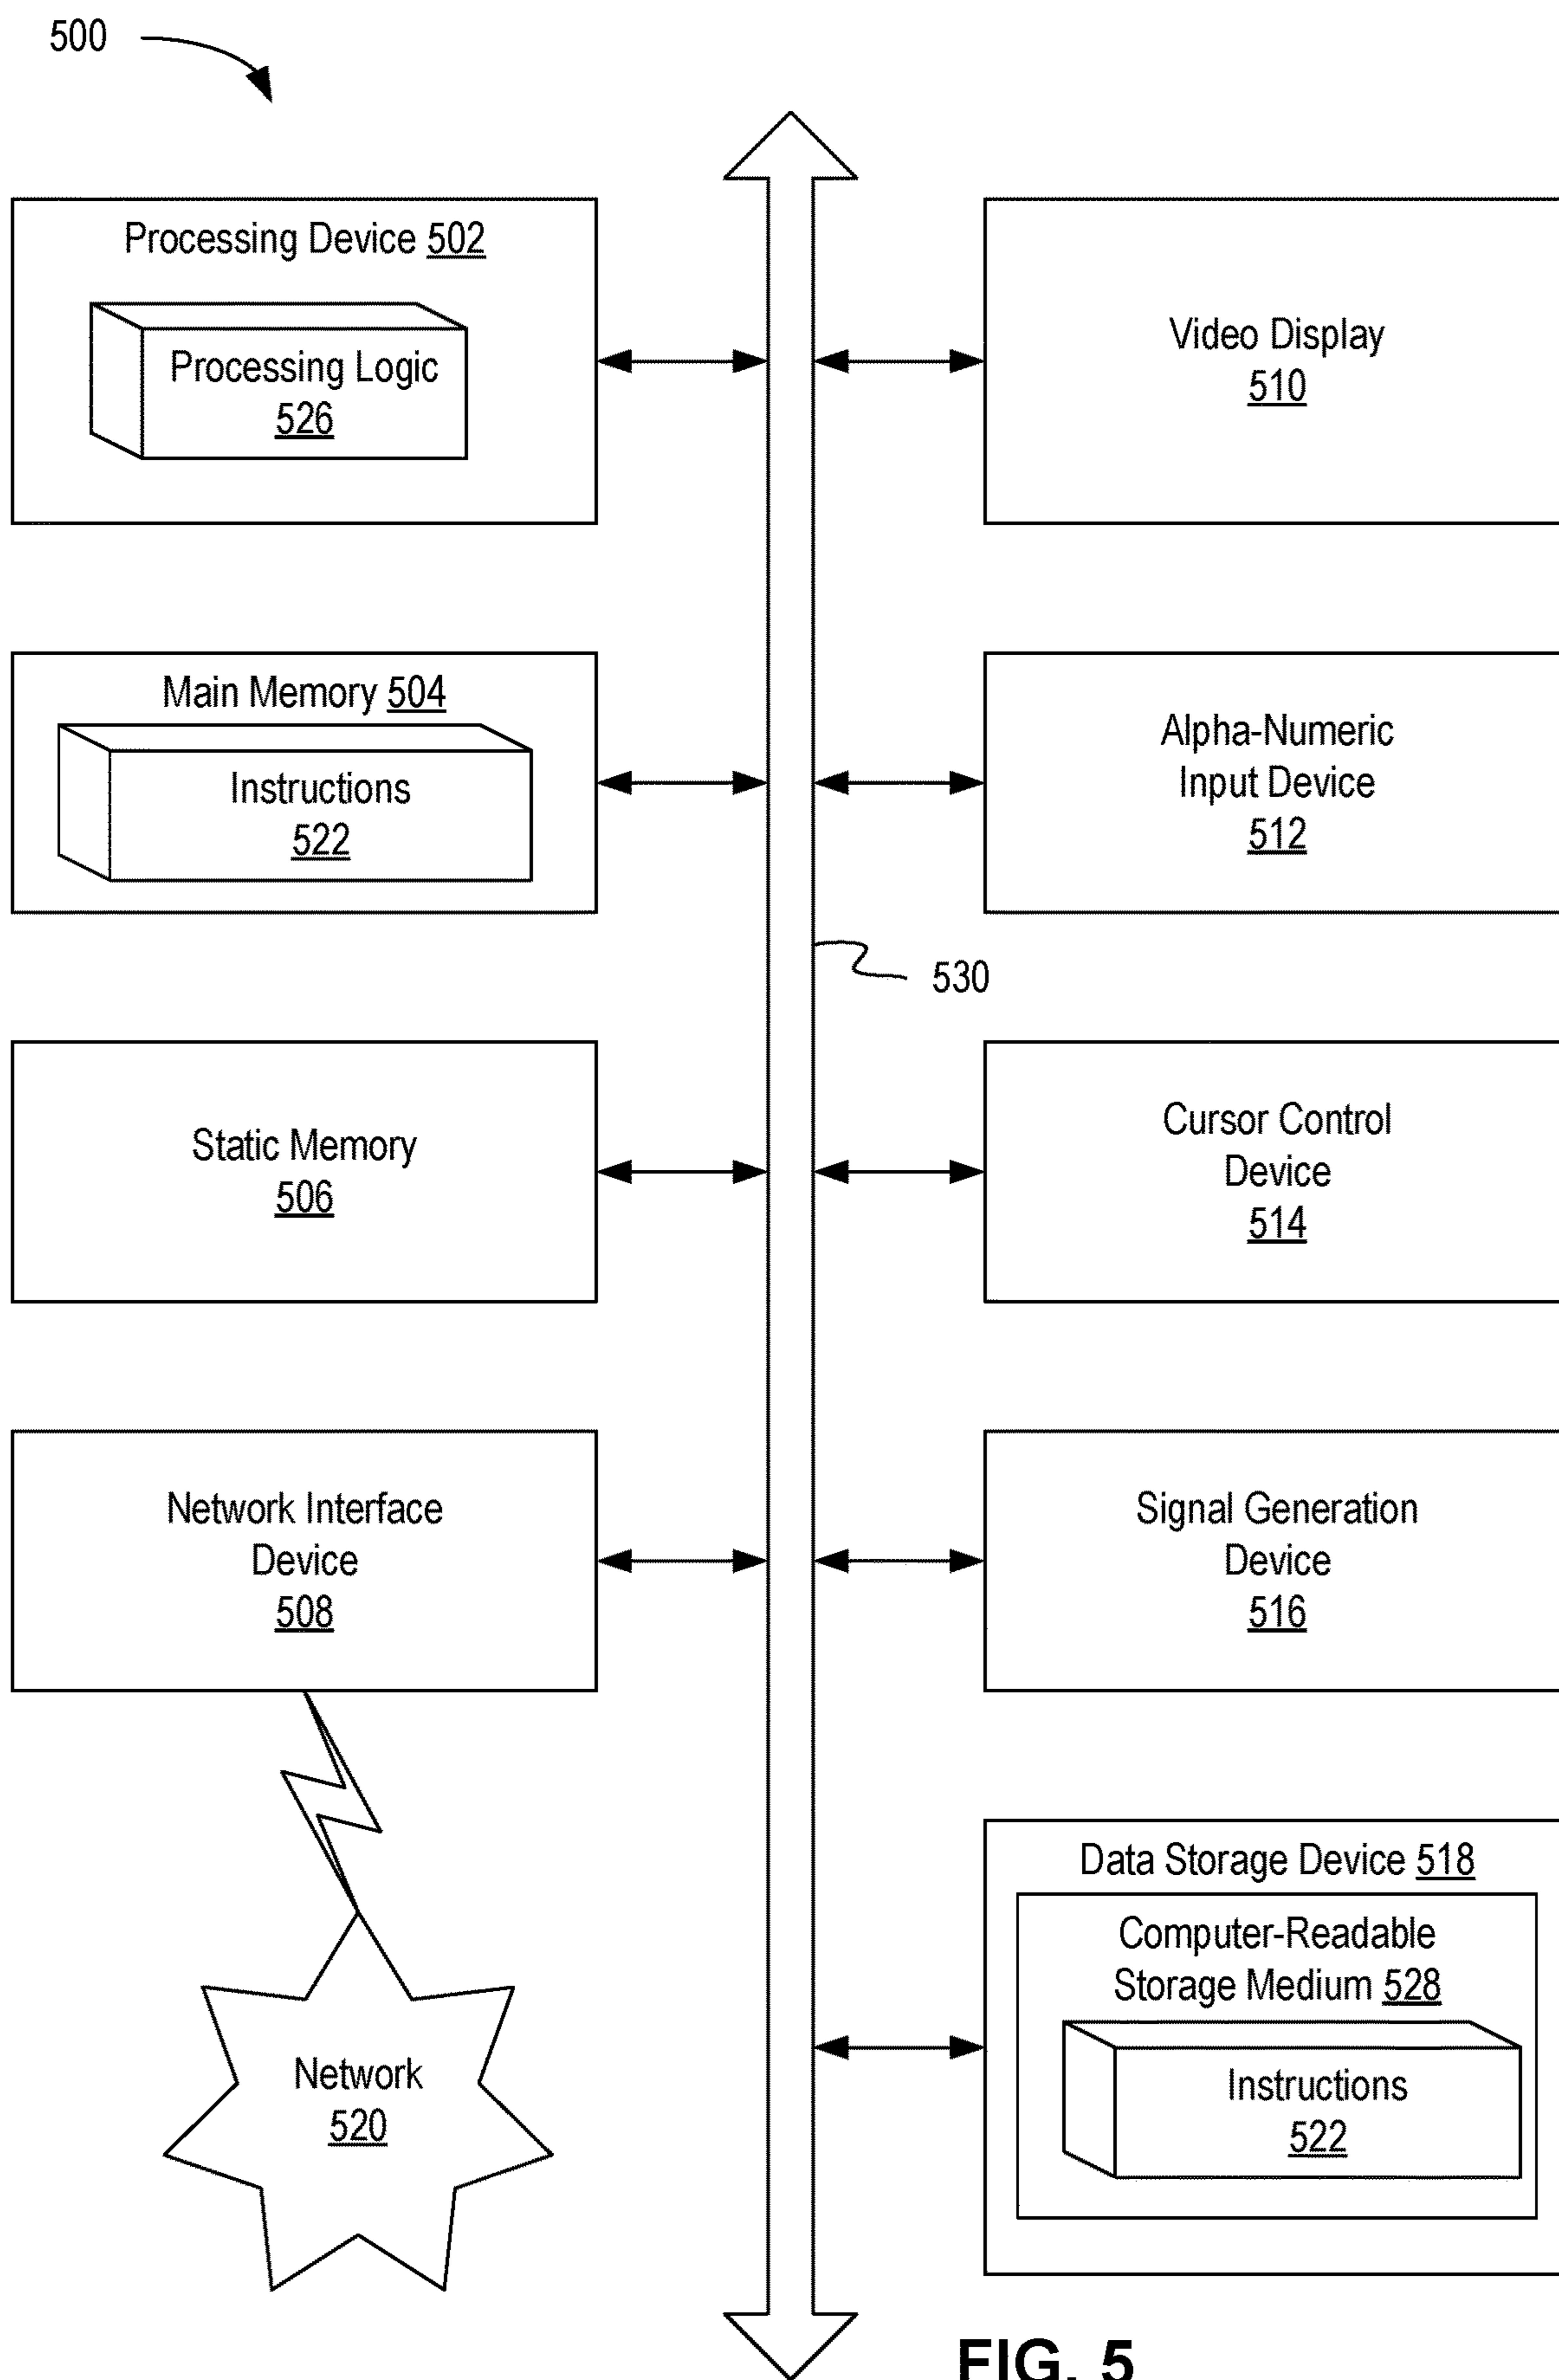 500
Processing Device 502
Processing Logic
526
Video Display
510
Main Memory 504
Instructions
522
Alpha-Numeric
Input Device
512
530
Static Memory
506
Cursor Control
Device
514
Network Interface
Device
508
Signal Generation
Device
516
Data Storage Device 518
Computer-Readable
Storage Medium 528
Instructions
522
Network
520
FIG. 5